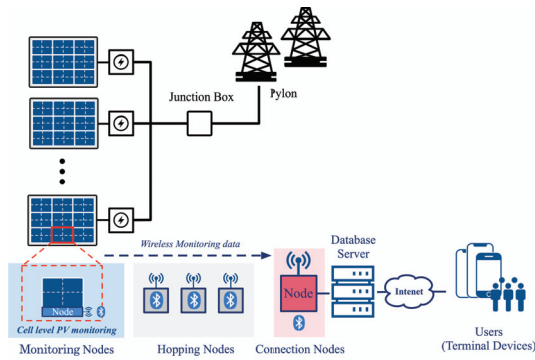 Junction Box
Pylon
Wireless Monitoring data
Database
Server
Node
Node
Intenet
Cell level PV monitoring
Monitoring Nodes
Hopping Nodes
Connection Nodes
Users
(Terminal Devices)